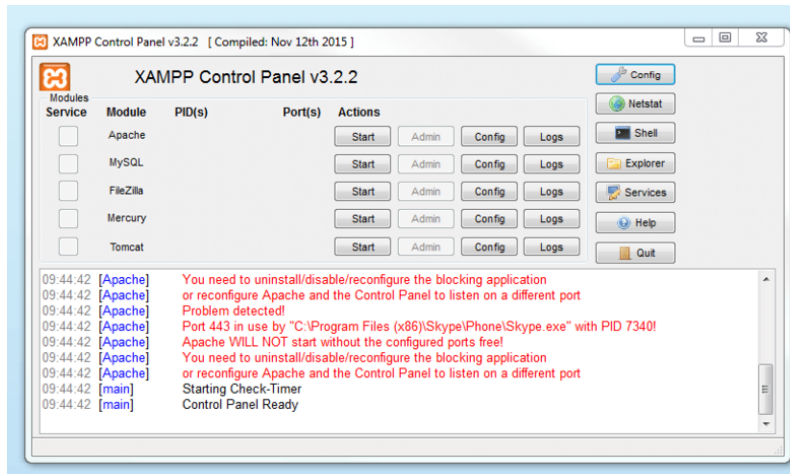 XAMPP Control Panel v3.2.2 [ Compiled: Nov 12th 2015 ]
XAMPP Control Panel v3.2.2
Config
Modules
Service Module PID(s) Port(s) Actions
Netstat
Apache Start Admin Config Logs
Shell
MySQL Start Admin Config Logs
Explorer
FileZilla Start Admin Config Logs
Services
Mercury Start Admin Config Logs
Help
Tomcat Start Admin Config Logs
Quit
09:44:42 [Apache] You need to uninstall/disable/reconfigure the blocking application
09:44:42 [Apache] or reconfigure Apache and the Control Panel to listen on a different port
09:44:42 [Apache] Problem detected!
09:44:42 [Apache] Port 443 in use by "C:\Program Files (x86)\Skype\Phone\Skype.exe" with PID 7340!
09:44:42 [Apache] Apache WILL NOT start without the configured ports free!
09:44:42 [Apache] You need to uninstall/disable/reconfigure the blocking application
09:44:42 [Apache] or reconfigure Apache and the Control Panel to listen on a different port
09:44:42 [main] Starting Check-Timer
09:44:42 [main] Control Panel Ready